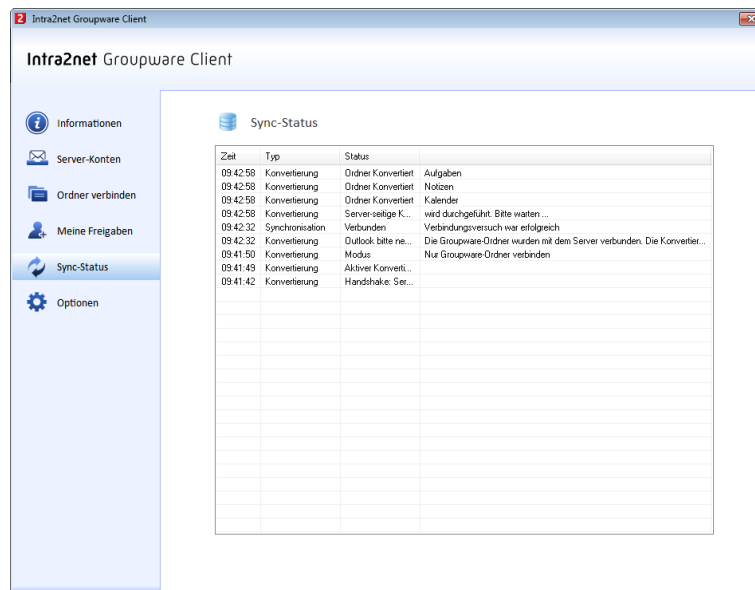 2 Intra2net Groupware Client
Intra2net Groupware Client
Informationen
Server-Konten
Ordner verbinden
Meine Freigaben
Sync-Status
Optionen
Sync-Status
Zeit Typ Status
09:42:58 Konvertierung Ordner Konvertiert Aufgaben
09:42:58 Konvertierung Ordner Konvertiert Notizen
09:42:58 Konvertierung Ordner Konvertiert Kalender
09:42:58 Konvertierung Server-seitige K... wird durchgeführt. Bitte warten ...
09:42:32 Synchronisation Verbunden Verbindungsversuch war erfolgreich
09:42:32 Konvertierung Outlook bitte ne... Die Groupware-Ordner wurden mit dem Server verbunden. Die Konvertier...
09:41:50 Konvertierung Modus Nur Groupware-Ordner verbinden
09:41:49 Konvertierung Aktiver Konverti...
09:41:42 Konvertierung Handshake: Ser...